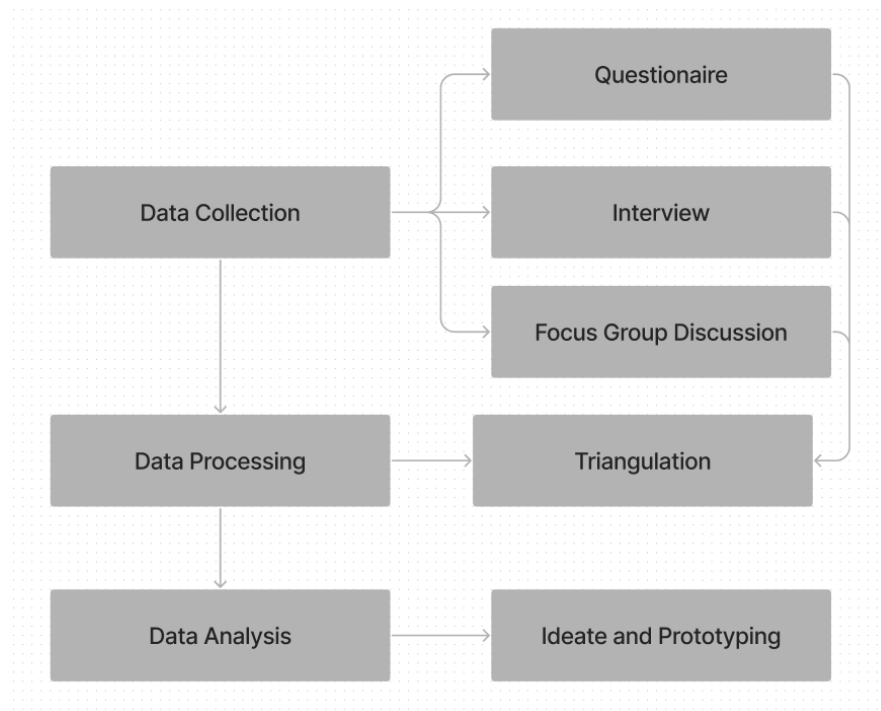 Questionaire
Data Collection
Interview
Focus Group Discussion
Data Processing
Triangulation
Data Analysis
Ideate and Prototyping